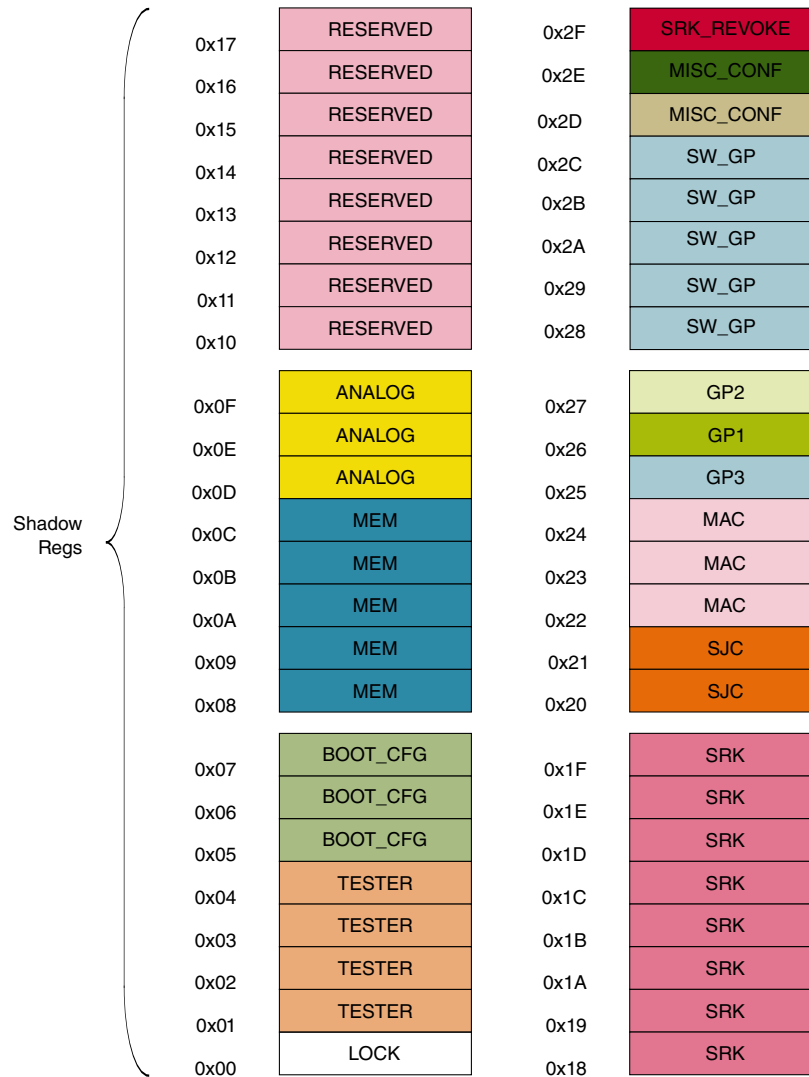 0x17 RESERVED 0x2F SRK_REVOKE
0x16 RESERVED 0x2E MISC_CONF
0x15 RESERVED 0x2D MISC_CONF
0x14 RESERVED 0x2C SW_GP
0x13 RESERVED 0x2B SW_GP
0x12 RESERVED 0x2A SW_GP
0x11 RESERVED 0x29 SW_GP
0x10 RESERVED 0x28 SW_GP
0x0F ANALOG 0x27 GP2
0x0E ANALOG 0x26 GP1
0x0D ANALOG 0x25 GP3
Shadow
Regs
0x0C MEM 0x24 MAC
0x0B MEM 0x23 MAC
0x0A MEM 0x22 MAC
0x09 MEM 0x21 SJC
0x08 MEM 0x20 SJC
0x07 BOOT_CFG 0x1F SRK
0x06 BOOT_CFG 0x1E SRK
0x05 BOOT_CFG 0x1D SRK
0x04 TESTER 0x1C SRK
0x03 TESTER 0x1B SRK
0x02 TESTER 0x1A SRK
0x01 TESTER 0x19 SRK
0x00 LOCK 0x18 SRK